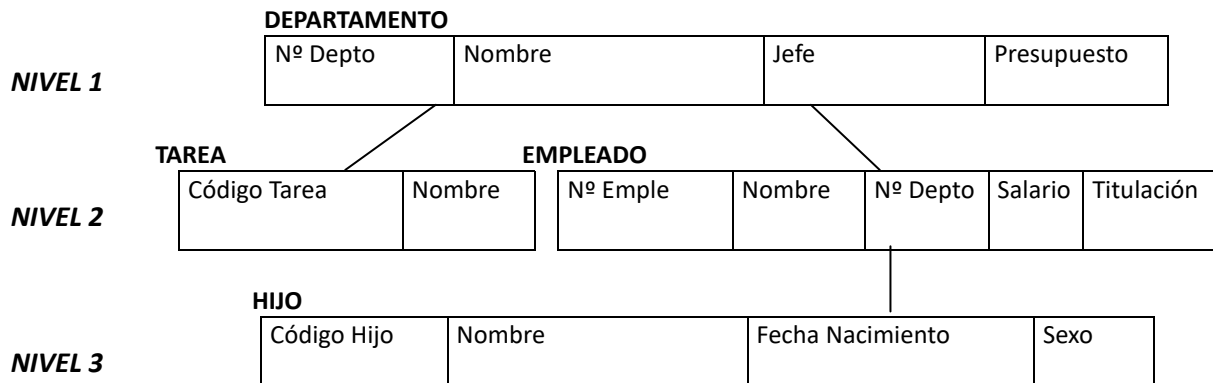 DEPARTAMENTO
Nº Depto Nombre Jefe Presupuesto
NIVEL 1
TAREA EMPLEADO
Código Tarea Nombre Nº Emple Nombre Nº Depto Salario Titulación
NIVEL 2
HIJO
Código Hijo Nombre Fecha Nacimiento Sexo
NIVEL 3